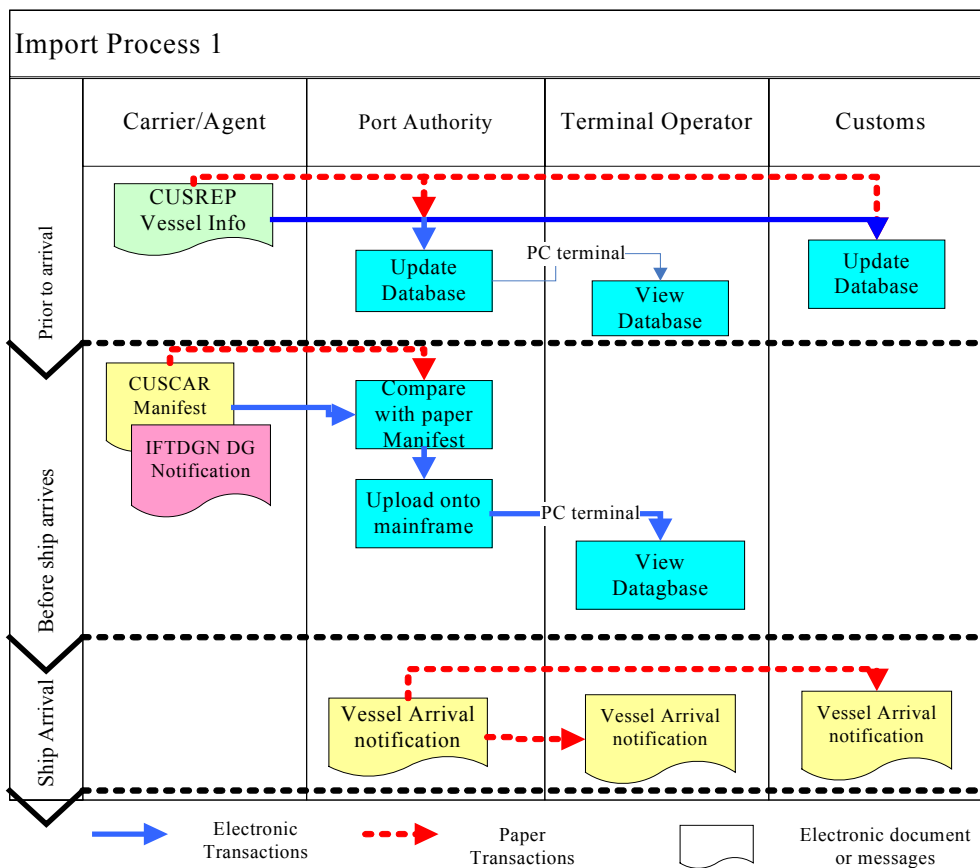 Import Process 1
Carrier/Agent
Port Authority
Terminal Operator
Customs
Prior to arrival
CUSREP
Vessel Info
Update
Database
PC terminal
View
Database
Update
Database
Before ship arrives
CUSCAR
Manifest
IFTDGN DG
Notification
Compare
with paper
Manifest
Upload onto
mainframe
PC terminal
View
Datagbase
Ship Arrival
Vessel Arrival
notification
Vessel Arrival
notification
Vessel Arrival
notification
Electronic
Transactions
Paper
Transactions
Electronic document
or messages